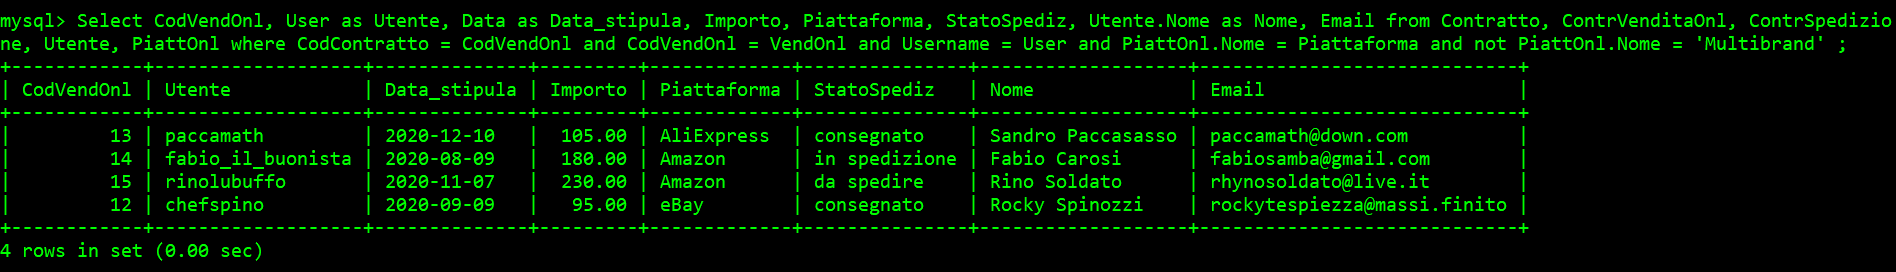 mysql> Select CodVendOnl, User as Utente, Data as Data_stipula, Importo, Piattaforma, StatoSpediz, Utente.Nome as Nome, Email from Contratto, ContrVenditaOnl, ContrSpedizio
ne, Utente, PiattOnl where CodContratto = CodVendOnl and CodVendOnl = VendOnl and Username = User and PiattOnl.Nome = Piattaforma and not PiattOnl.Nome = 'Multibrand' ;
+------------+-------------------+--------------+---------+-------------+---------------+-------------------+-----------------------------+
| CodVendOnl | Utente            | Data_stipula | Importo | Piattaforma | StatoSpediz   | Nome              | Email                       |
+------------+-------------------+--------------+---------+-------------+---------------+-------------------+-----------------------------+
|         13 | paccamath         | 2020-12-10   |  105.00 | AliExpress  | consegnato    | Sandro Paccasasso | paccamath@down.com          |
|         14 | fabio_il_buonista | 2020-08-09   |  180.00 | Amazon      | in spedizione | Fabio Carosi      | fabiosamba@gmail.com        |
|         15 | rinolubuffo       | 2020-11-07   |  230.00 | Amazon      | da spedire    | Rino Soldato      | rhynosoldato@live.it        |
|         12 | chefspino         | 2020-09-09   |   95.00 | eBay        | consegnato    | Rocky Spinozzi    | rockytespiezza@massi.finito |
+------------+-------------------+--------------+---------+-------------+---------------+-------------------+-----------------------------+
4 rows in set (0.00 sec)